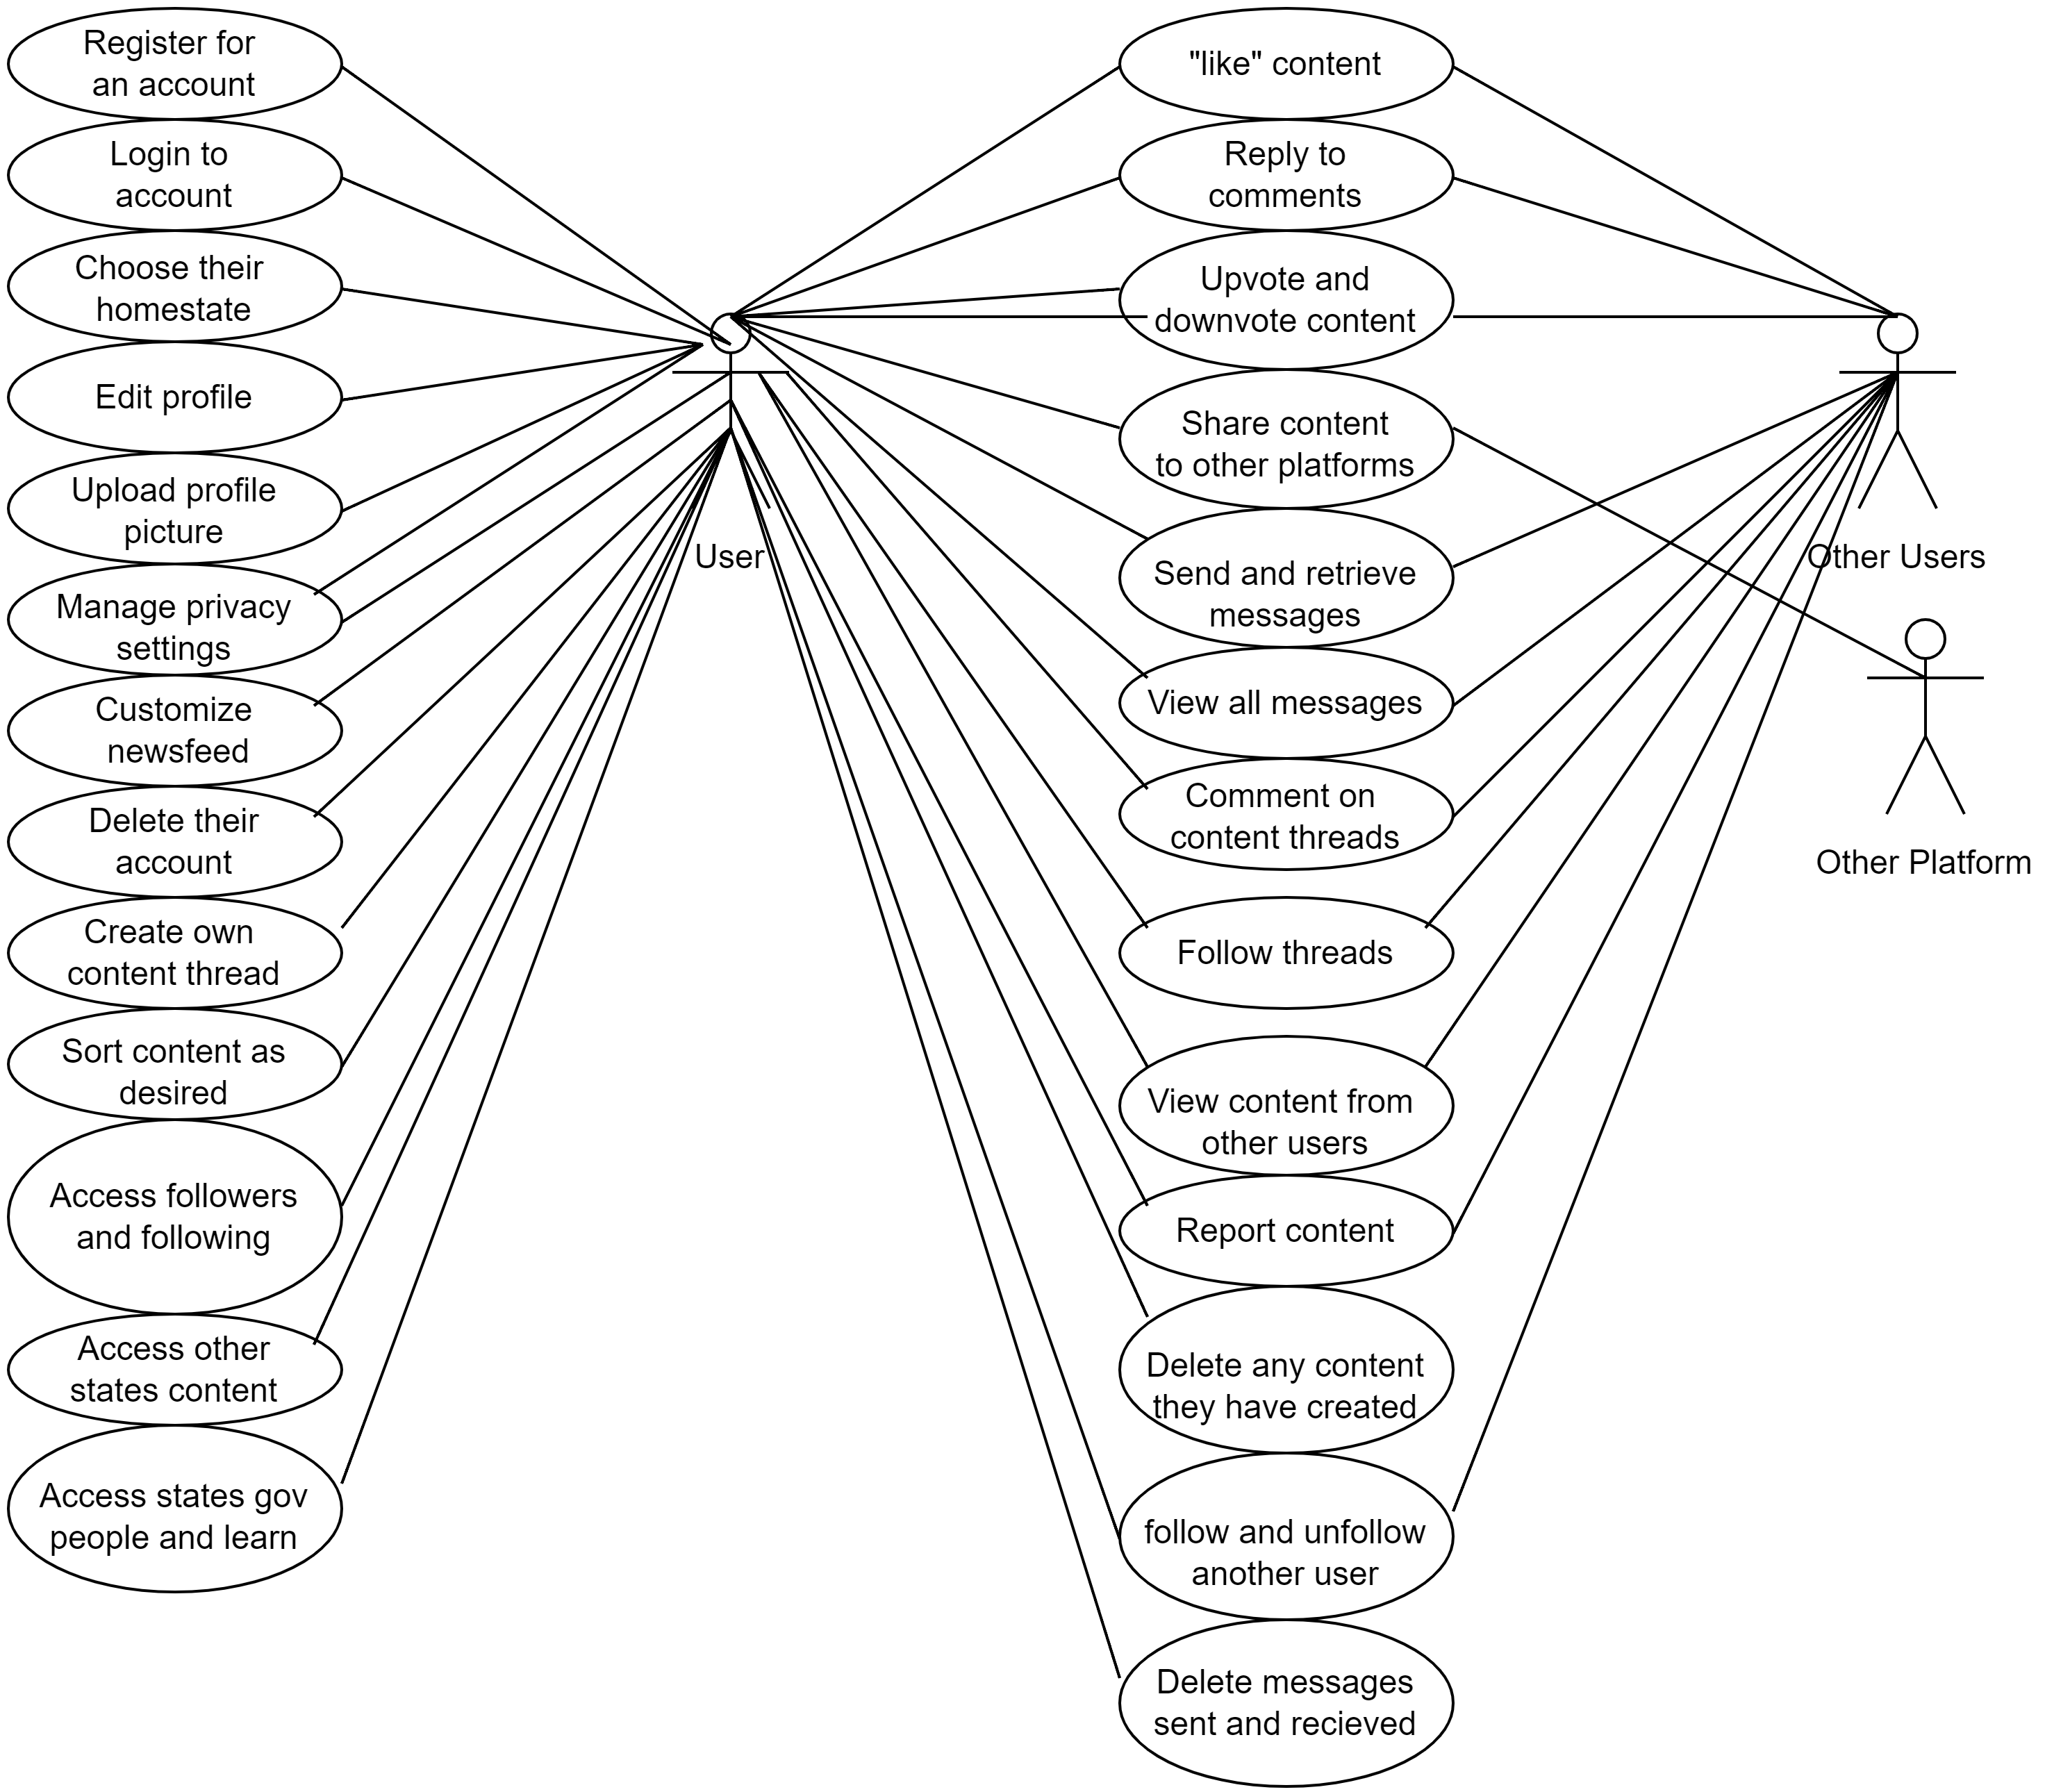 Register for
an account
Login to
account
Choose their
homestate
Edit profile
Upload profile
picture
Manage privacy
settings
Customize
newsfeed
Delete their
account
Create own
content thread
Sort content as
desired
Access followers
and following
Access other
states content
Access states gov
people and learn
User
"like" content
Reply to
comments
Upvote and
downvote content
Share content
to other platforms
Send and retrieve
messages
View all messages
Comment on
content threads
Follow threads
View content from
other users
Report content
Delete any content
they have created
follow and unfollow
another user
Delete messages
sent and recieved
Other Users
Other Platform